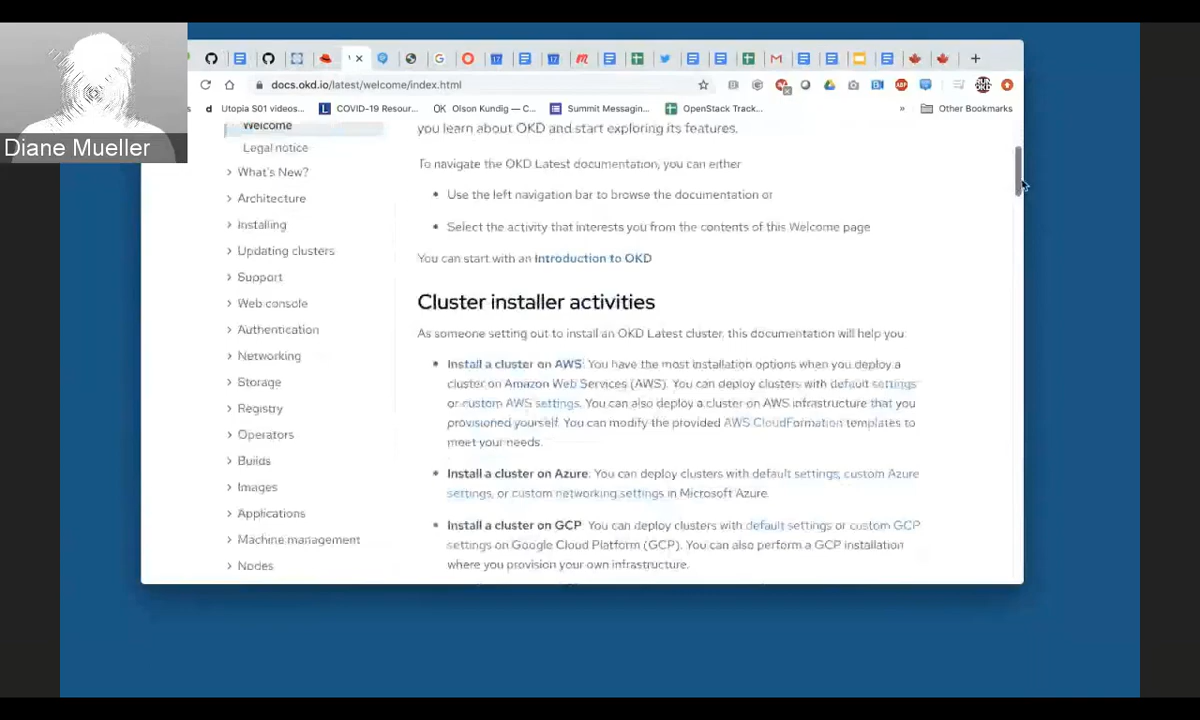 Diane Mueller
docs.okd.io/latest/welcome/index.html
Utopia S01 videos...
COVID-19 Resour...
OK Olson Kundig — C...
Summit Messagin...
OpenStack Track...
» Other Bookmarks
Welcome
Legal notice
What's New?
Architecture
Installing
Updating clusters
Support
Web console
Authentication
Networking
Storage
Registry
Operators
Builds
Images
Applications
Machine management
Nodes
you learn about OKD and start exploring its features.
To navigate the OKD Latest documentation, you can either
Use the left navigation bar to browse the documentation or
Select the activity that interests you from the contents of this Welcome page
You can start with an Introduction to OKD
Cluster installer activities
As someone setting out to install an OKD Latest cluster, this documentation will help you:
Install a cluster on AWS: You have the most installation options when you deploy a
cluster on Amazon Web Services (AWS). You can deploy clusters with default settings
or custom AWS settings. You can also deploy a cluster on AWS infrastructure that you
provisioned yourself. You can modify the provided AWS CloudFormation templates to
meet your needs.
Install a cluster on Azure: You can deploy clusters with default settings, custom Azure
settings, or custom networking settings in Microsoft Azure.
Install a cluster on GCP: You can deploy clusters with default settings or custom GCP
settings on Google Cloud Platform (GCP). You can also perform a GCP installation
where you provision your own infrastructure.